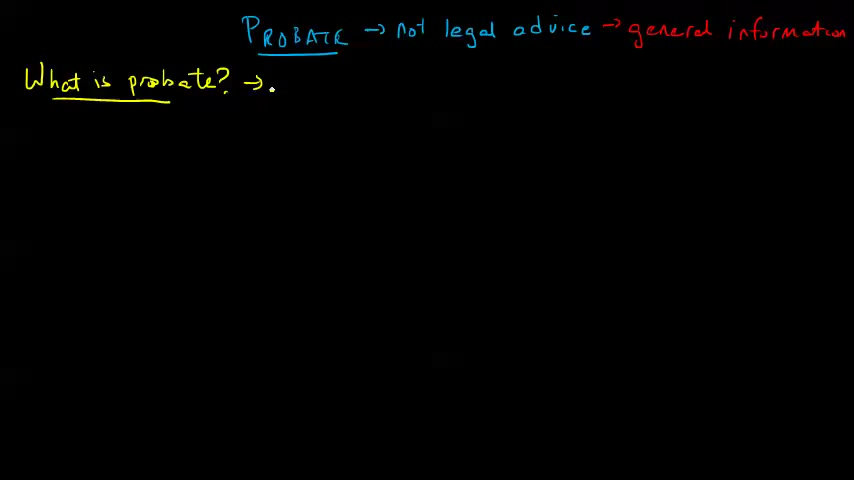 PROBATE → not legal advice → general information
What is probate? →